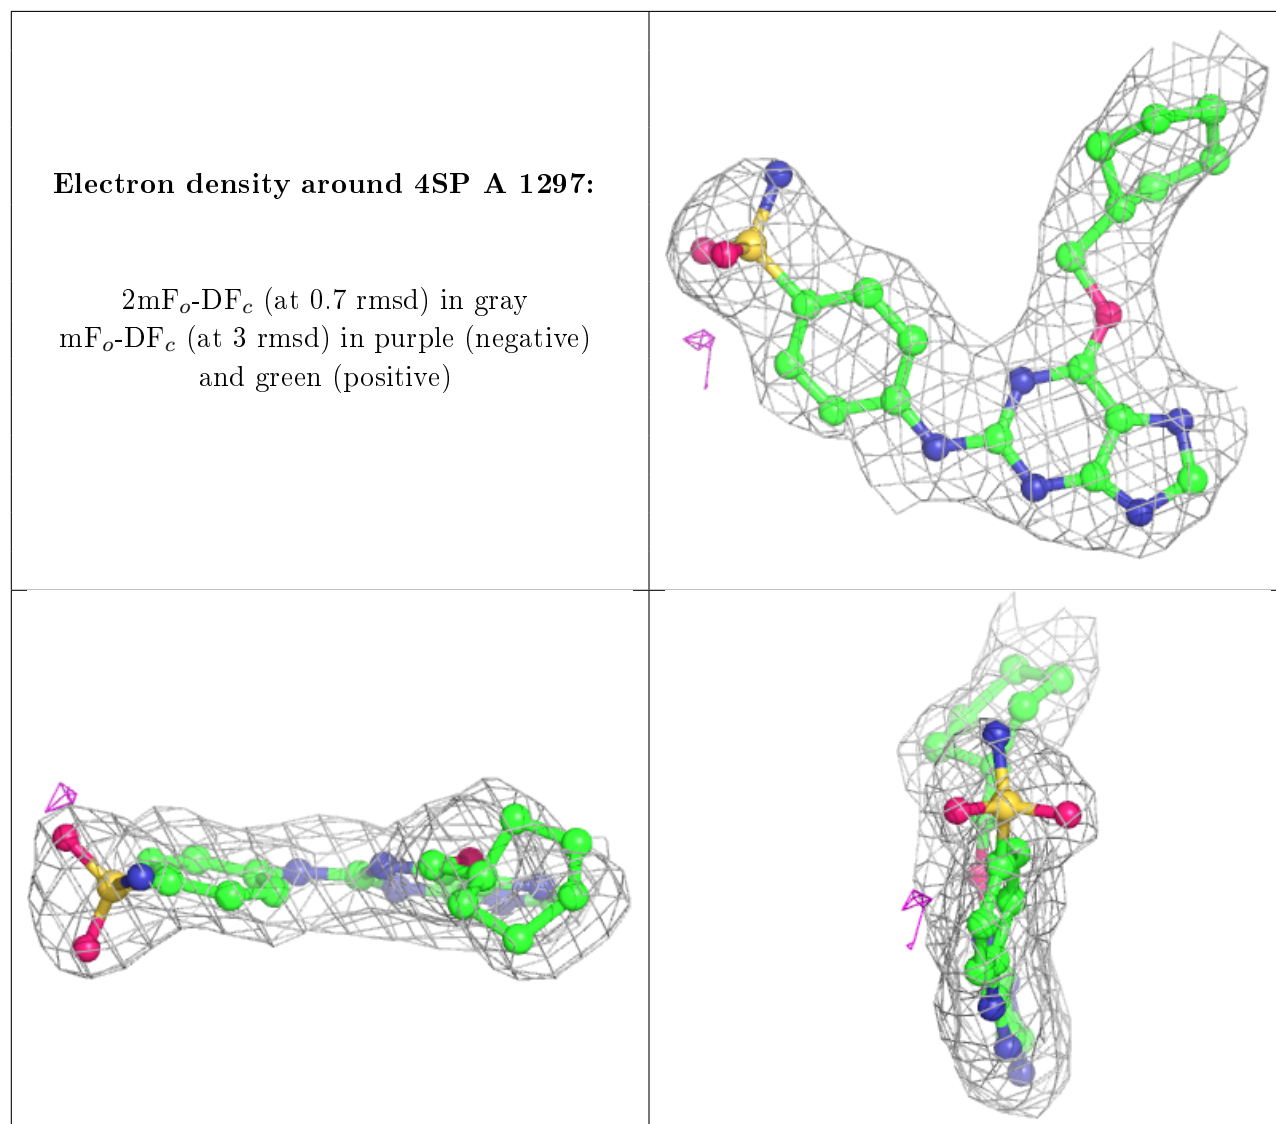 Electron density around 4SP A 1297:
2mFo-DFc (at 0.7 rmsd) in gray
mFo-DFc (at 3 rmsd) in purple (negative)
and green (positive)